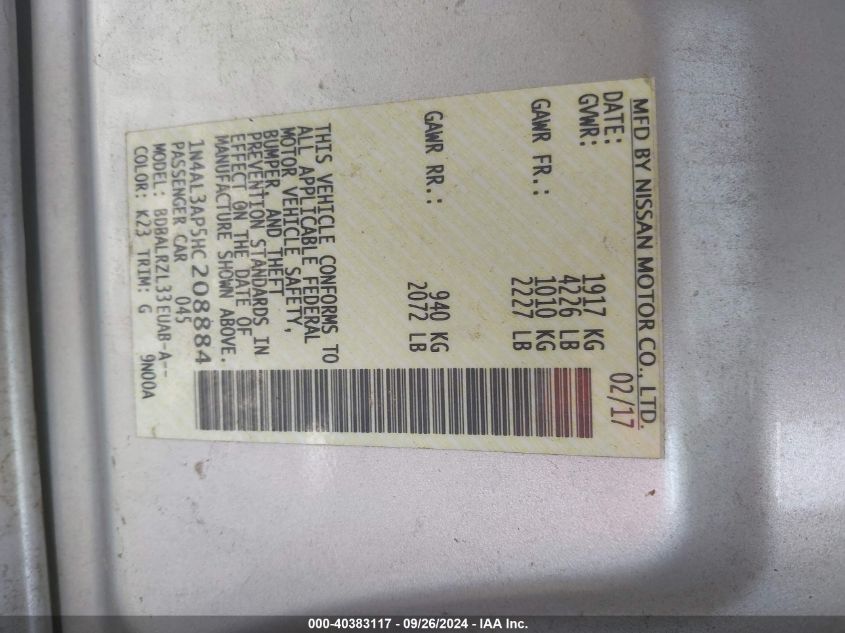 MFD BY NISSAN MOTOR CO., LTD.
DATE: 02/17
GVWR: 1917 KG
4226 LB
GAWR FR.: 1010 KG
2227 LB
GAWR RR.: 940 KG
2072 LB
THIS VEHICLE CONFORMS TO
ALL APPLICABLE FEDERAL
MOTOR VEHICLE SAFETY,
BUMPER, AND THEFT
PREVENTION STANDARDS IN
EFFECT ON THE DATE OF
MANUFACTURE SHOWN ABOVE.
1N4AL3AP5HC208884
PASSENGER CAR 045
MODEL: BDBALRZL33EUAB-A--
COLOR: K23 TRIM: G 9N00A
000-40383117 - 09/26/2024 - IAA Inc.